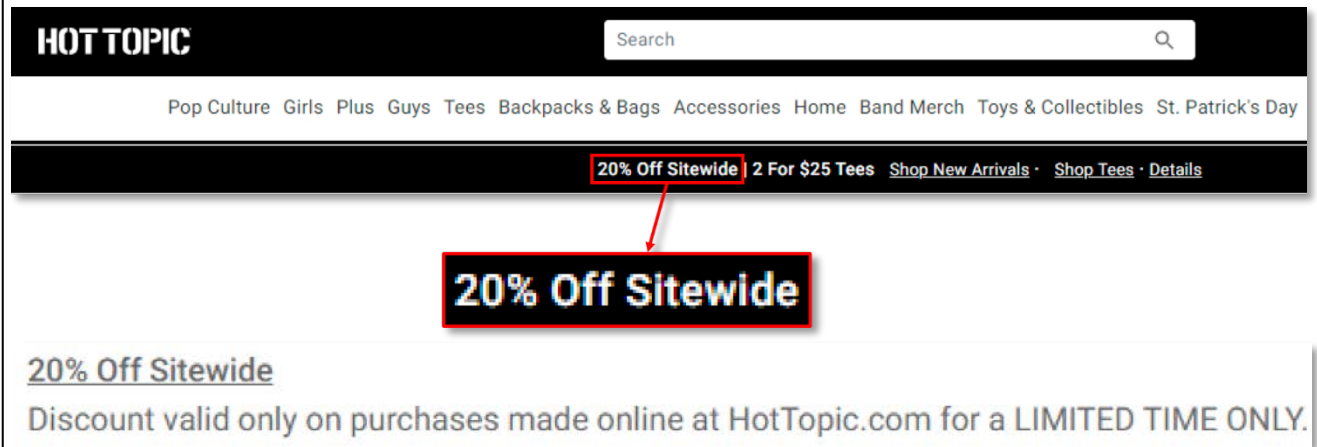 HOT TOPIC
Search
Pop Culture Girls Plus Guys Tees Backpacks & Bags Accessories Home Band Merch Toys & Collectibles St. Patrick's Day
20% Off Sitewide | 2 For $25 Tees Shop New Arrivals · Shop Tees · Details
20% Off Sitewide
20% Off Sitewide
Discount valid only on purchases made online at HotTopic.com for a LIMITED TIME ONLY.